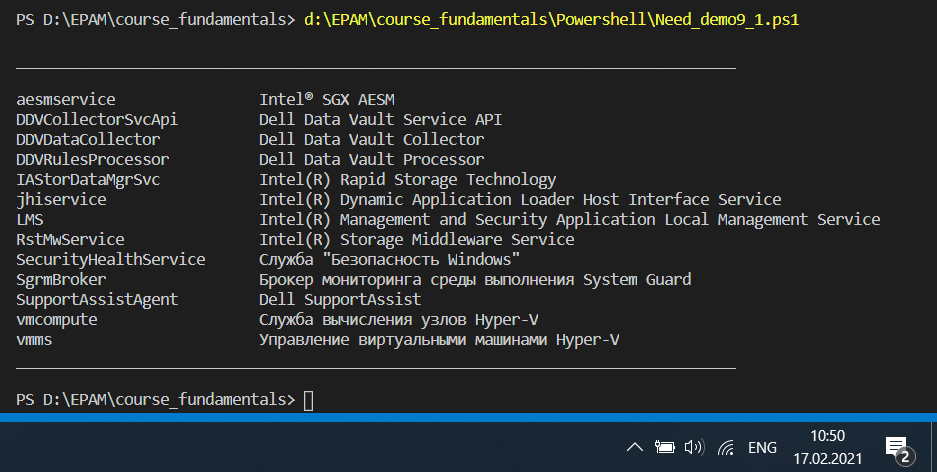 PS D:\EPAM\course_fundamentals> d:\EPAM\course_fundamentals\Powershell\Need_demo9_1.ps1
aesmservice Intel® SGX AESM
DDVCollectorSvcApi Dell Data Vault Service API
DDVDataCollector Dell Data Vault Collector
DDVRulesProcessor Dell Data Vault Processor
IAStorDataMgrSvc Intel(R) Rapid Storage Technology
jhiservice Intel(R) Dynamic Application Loader Host Interface Service
LMS Intel(R) Management and Security Application Local Management Service
RstMwService Intel(R) Storage Middleware Service
SecurityHealthService Служба "Безопасность Windows"
SgrmBroker Брокер мониторинга среды выполнения System Guard
SupportAssistAgent Dell SupportAssist
vmcompute Служба вычисления узлов Hyper-V
vmms Управление виртуальными машинами Hyper-V
PS D:\EPAM\course_fundamentals>
ENG
10:50
17.02.2021
2